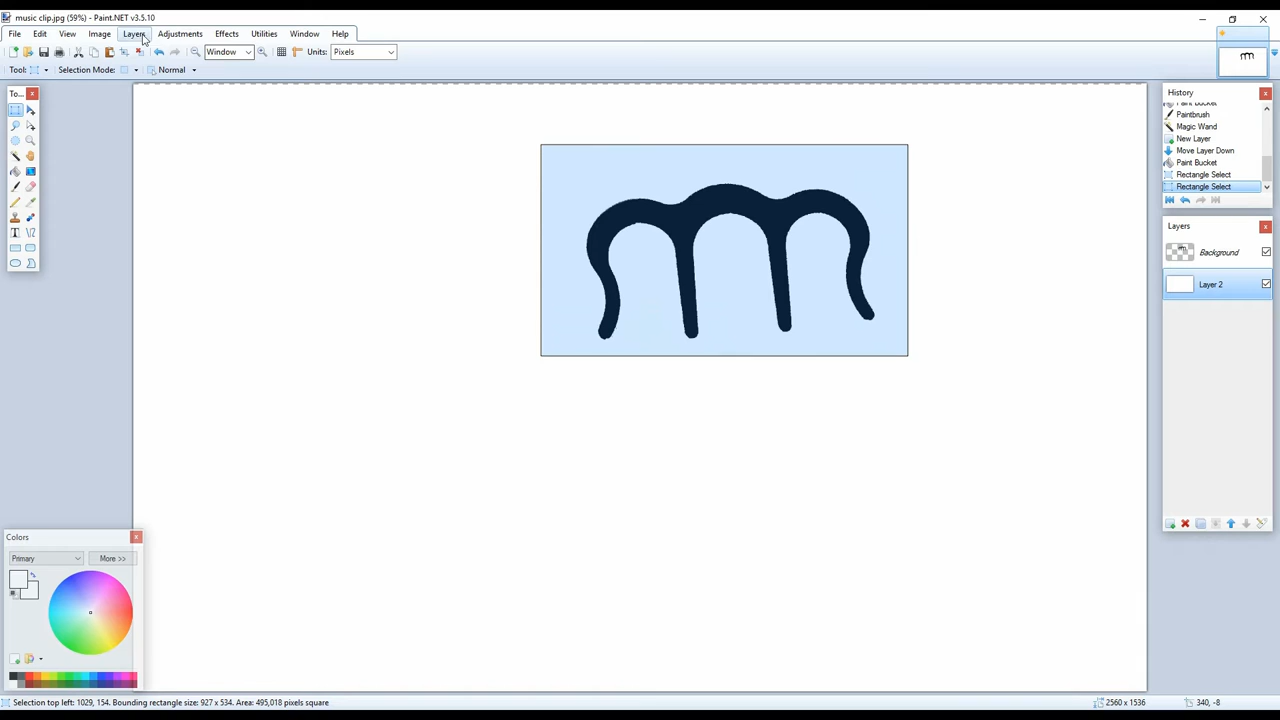 music clip.jpg (59%) - Paint.NET v3.5.10
File Edit View Image Layers Adjustments Effects Utilities Window Help
Window Units: Pixels
Tool: Selection Mode: Normal
To...
History
Paint Bucket
Paintbrush
Magic Wand
New Layer
Move Layer Down
Paint Bucket
Rectangle Select
Rectangle Select
Layers
Background
Layer 2
Colors
Primary More >>
Selection top left: 1029, 154. Bounding rectangle size: 927 x 534. Area: 495,018 pixels square 2560 x 1536 340, -8